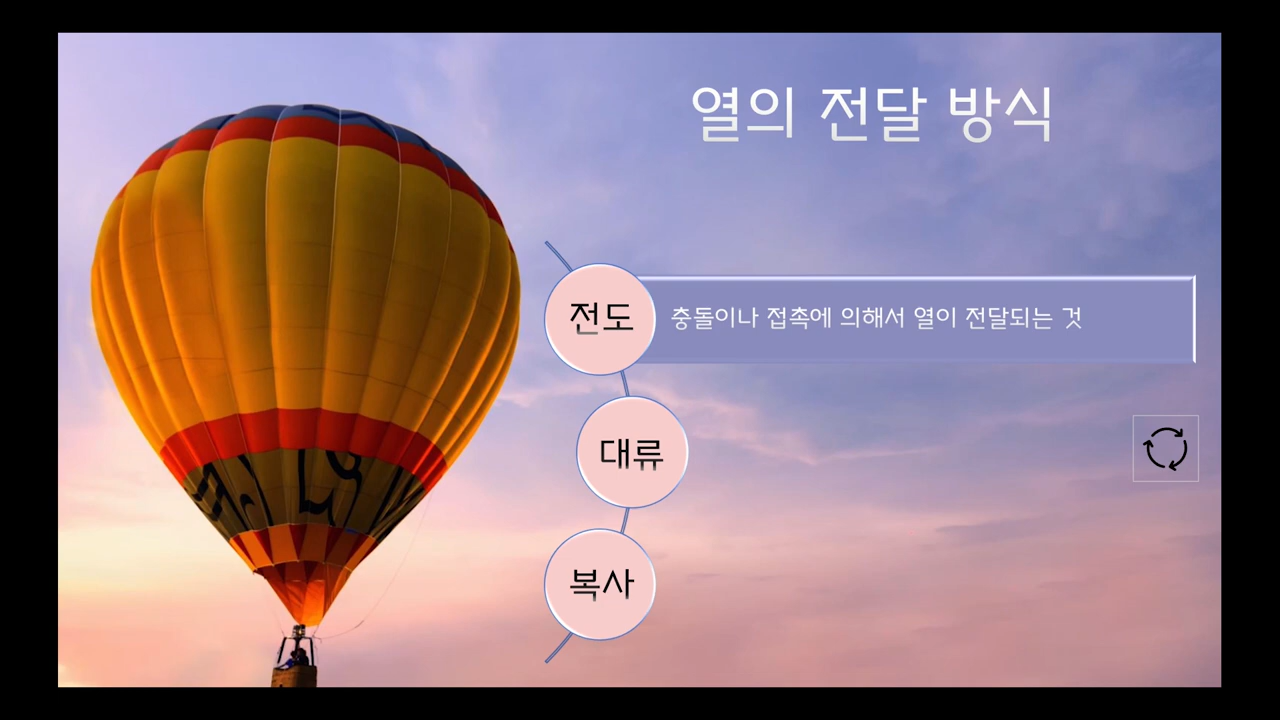 열의 전달 방식
전도
충돌이나 접촉에 의해서 열이 전달되는 것
대류
복사